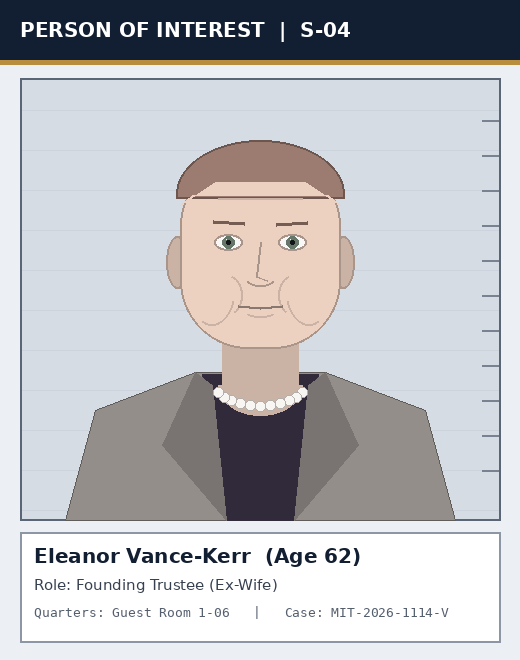 PERSON OF INTEREST | S-04
Eleanor Vance-Kerr (Age 62)
Role: Founding Trustee (Ex-Wife)
Quarters: Guest Room 1-06 | Case: MIT-2026-1114-V